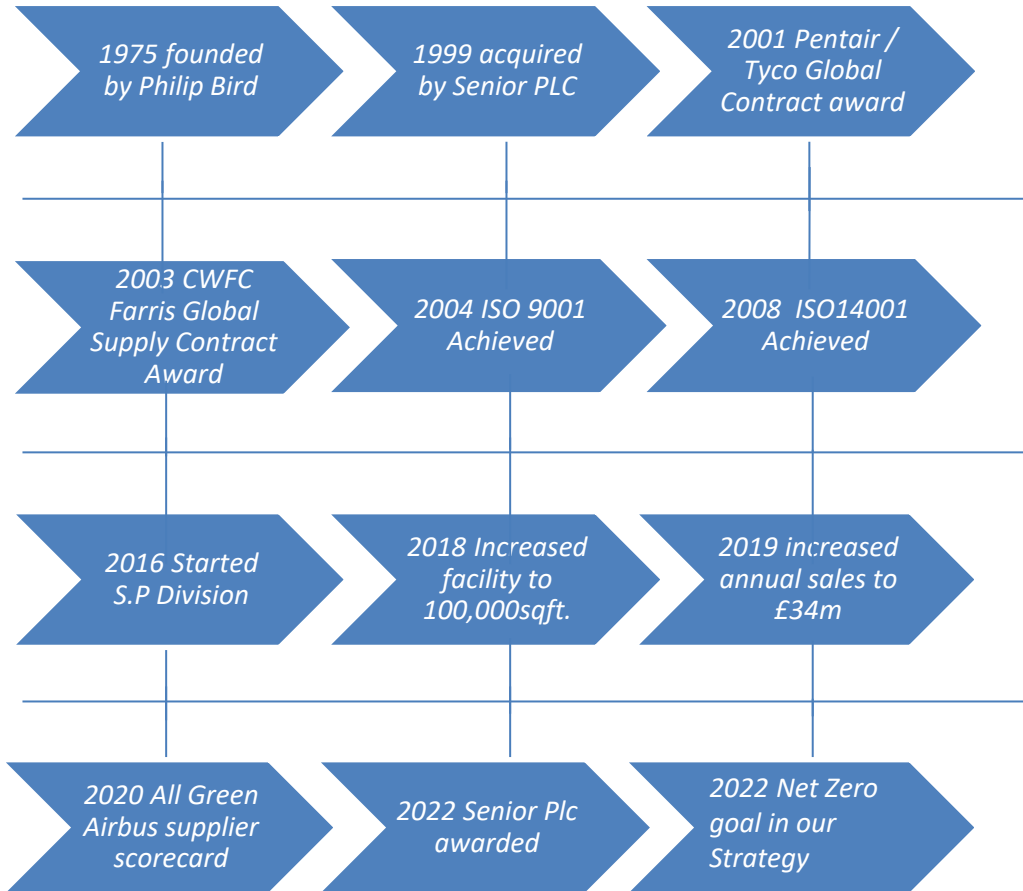 1975 founded
by Philip Bird
1999 acquired
by Senior PLC
2001 Pentair /
Tyco Global
Contract award
2003 CWFC
Farris Global
Supply Contract
Award
2004 ISO 9001
Achieved
2008 ISO14001
Achieved
2016 Started
S.P Division
2018 Increased
facility to
100,000sqft.
2019 increased
annual sales to
£34m
2020 All Green
Airbus supplier
scorecard
2022 Senior Plc
awarded
2022 Net Zero
goal in our
Strategy